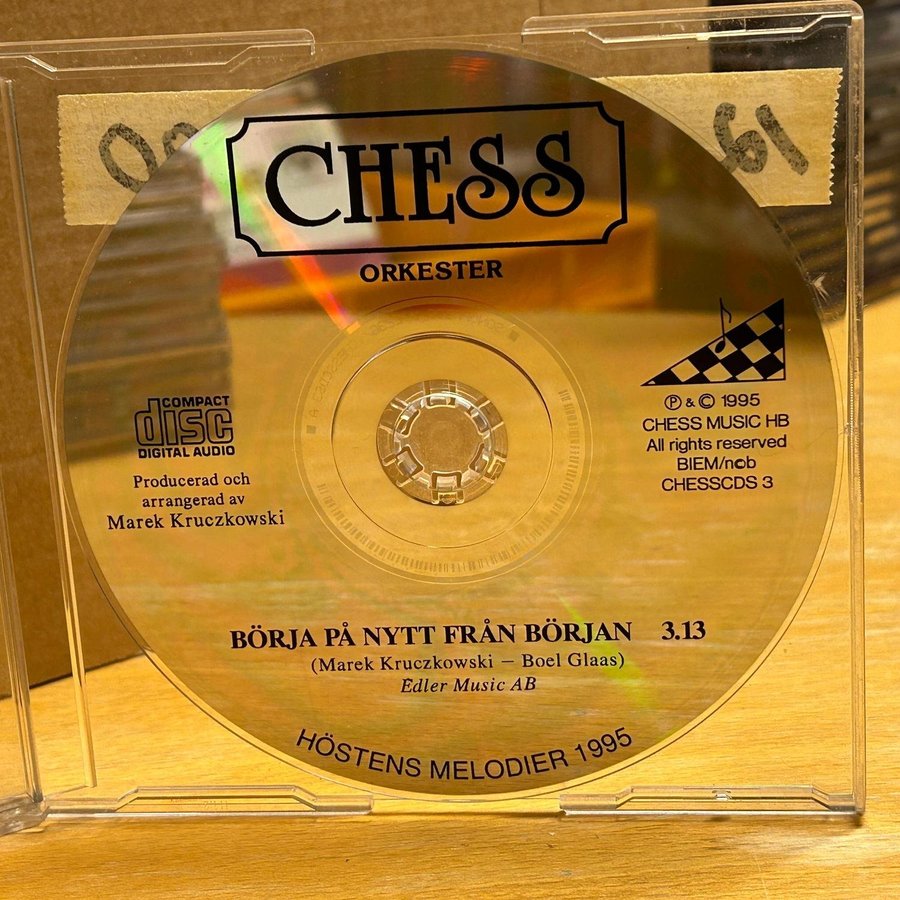 CHESS
ORKESTER
61
COMPACT
disc
DIGITAL AUDIO
Producerad och
arrangerad av
Marek Kruczkowski
Ⓟ & © 1995
CHESS MUSIC HB
All rights reserved
BIEM/n©b
CHESSCDS 3
BÖRJA PÅ NYTT FRÅN BÖRJAN 3.13
(Marek Kruczkowski – Boel Glaas)
Edler Music AB
HÖSTENS MELODIER 1995